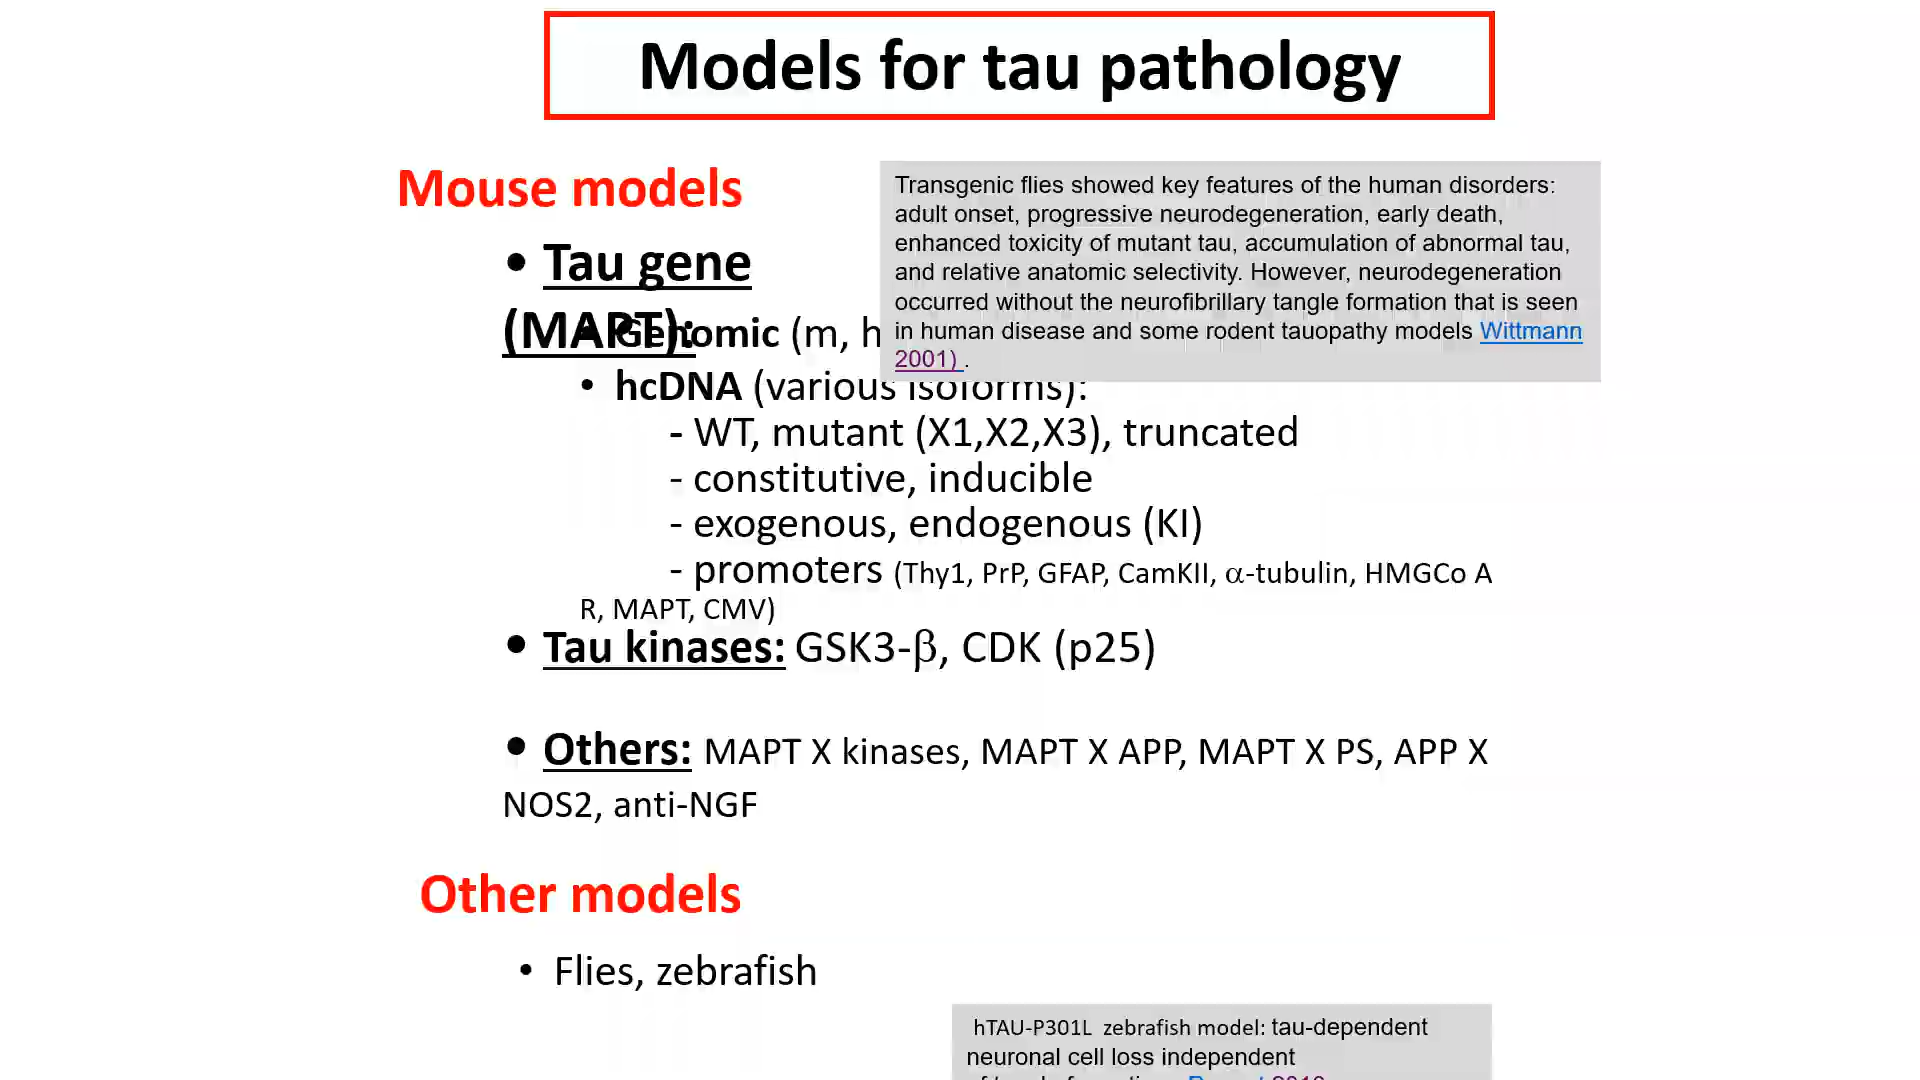 Models for tau pathology
Mouse models
Transgenic flies showed key features of the human disorders:
adult onset, progressive neurodegeneration, early death,
enhanced toxicity of mutant tau, accumulation of abnormal tau,
and relative anatomic selectivity. However, neurodegeneration
occurred without the neurofibrillary tangle formation that is seen
in human disease and some rodent tauopathy models Wittmann
2001) .
• Tau gene
(MAPT):
• Genomic (m, h
• hcDNA (various isoforms):
- WT, mutant (X1,X2,X3), truncated
- constitutive, inducible
- exogenous, endogenous (KI)
- promoters (Thy1, PrP, GFAP, CamKII, α-tubulin, HMGCo A
R, MAPT, CMV)
• Tau kinases: GSK3-β, CDK (p25)
• Others: MAPT X kinases, MAPT X APP, MAPT X PS, APP X
NOS2, anti-NGF
Other models
• Flies, zebrafish
hTAU-P301L zebrafish model: tau-dependent
neuronal cell loss independent